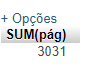 + Opções
SUM(pág)
3031